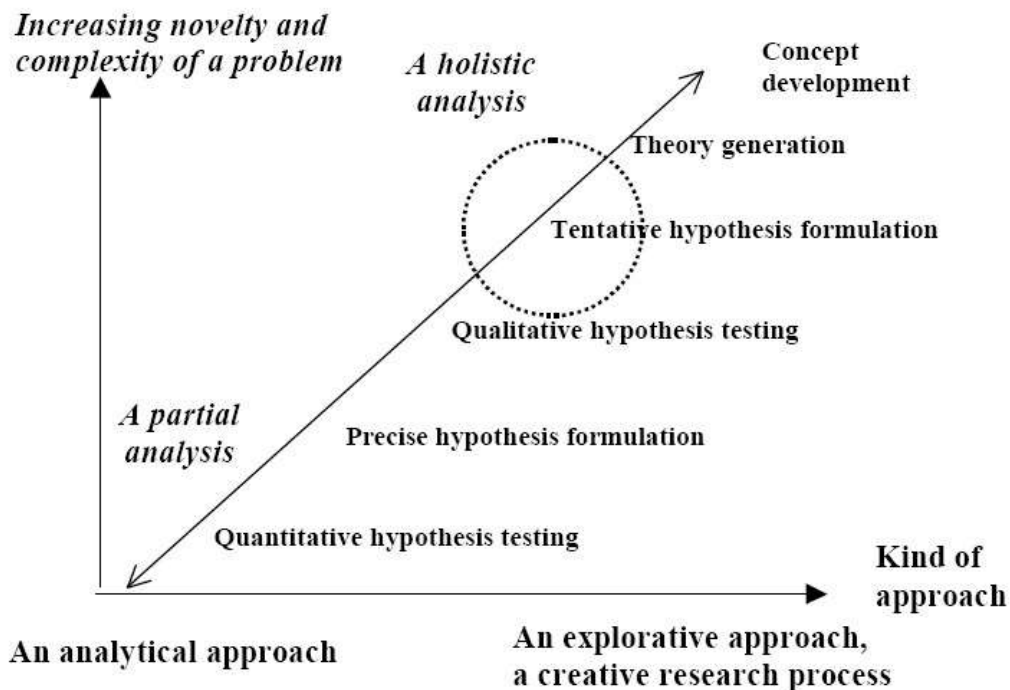 Increasing novelty and
complexity of a problem
A holistic
analysis
Concept
development
Theory generation
Tentative hypothesis formulation
Qualitative hypothesis testing
A partial
analysis
Precise hypothesis formulation
Quantitative hypothesis testing
Kind of
approach
An analytical approach
An explorative approach,
a creative research process